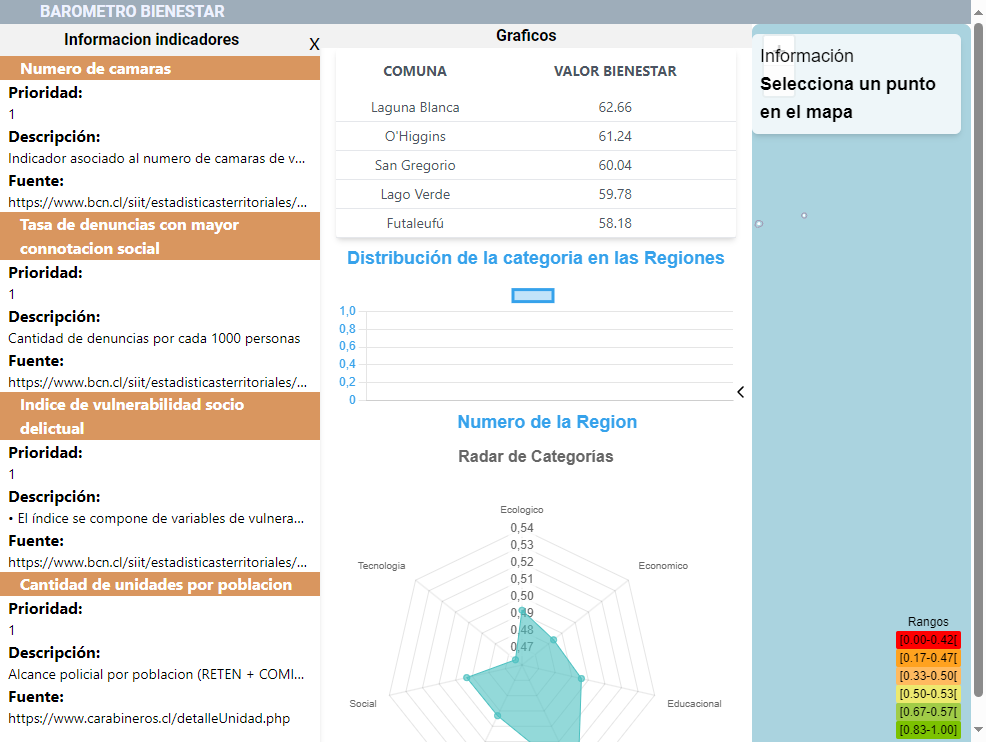 BAROMETRO BIENESTAR
Informacion indicadores
X
Numero de camaras
Prioridad:
1
Descripción:
Indicador asociado al numero de camaras de v...
Fuente:
https://www.bcn.cl/siit/estadisticasterritoriales/...
Tasa de denuncias con mayor
connotacion social
Prioridad:
1
Descripción:
Cantidad de denuncias por cada 1000 personas
Fuente:
https://www.bcn.cl/siit/estadisticasterritoriales/...
Indice de vulnerabilidad socio
delictual
Prioridad:
1
Descripción:
• El índice se compone de variables de vulnera...
Fuente:
https://www.bcn.cl/siit/estadisticasterritoriales/...
Cantidad de unidades por poblacion
Prioridad:
1
Descripción:
Alcance policial por poblacion (RETEN + COMI...
Fuente:
https://www.carabineros.cl/detalleUnidad.php
Graficos
COMUNA VALOR BIENESTAR
Laguna Blanca 62.66
O'Higgins 61.24
San Gregorio 60.04
Lago Verde 59.78
Futaleufú 58.18
Distribución de la categoria en las Regiones
1,0
0,8
0,6
0,4
0,2
0
Numero de la Region
Radar de Categorías
Ecologico
0,54
0,53
0,52
0,51
0,50
0,49
0,48
0,47
Tecnologia
Economico
Social
Educacional
Información
Selecciona un punto
en el mapa
Rangos
[0.00-0.42[
[0.17-0.47[
[0.33-0.50[
[0.50-0.53[
[0.67-0.57[
[0.83-1.00]